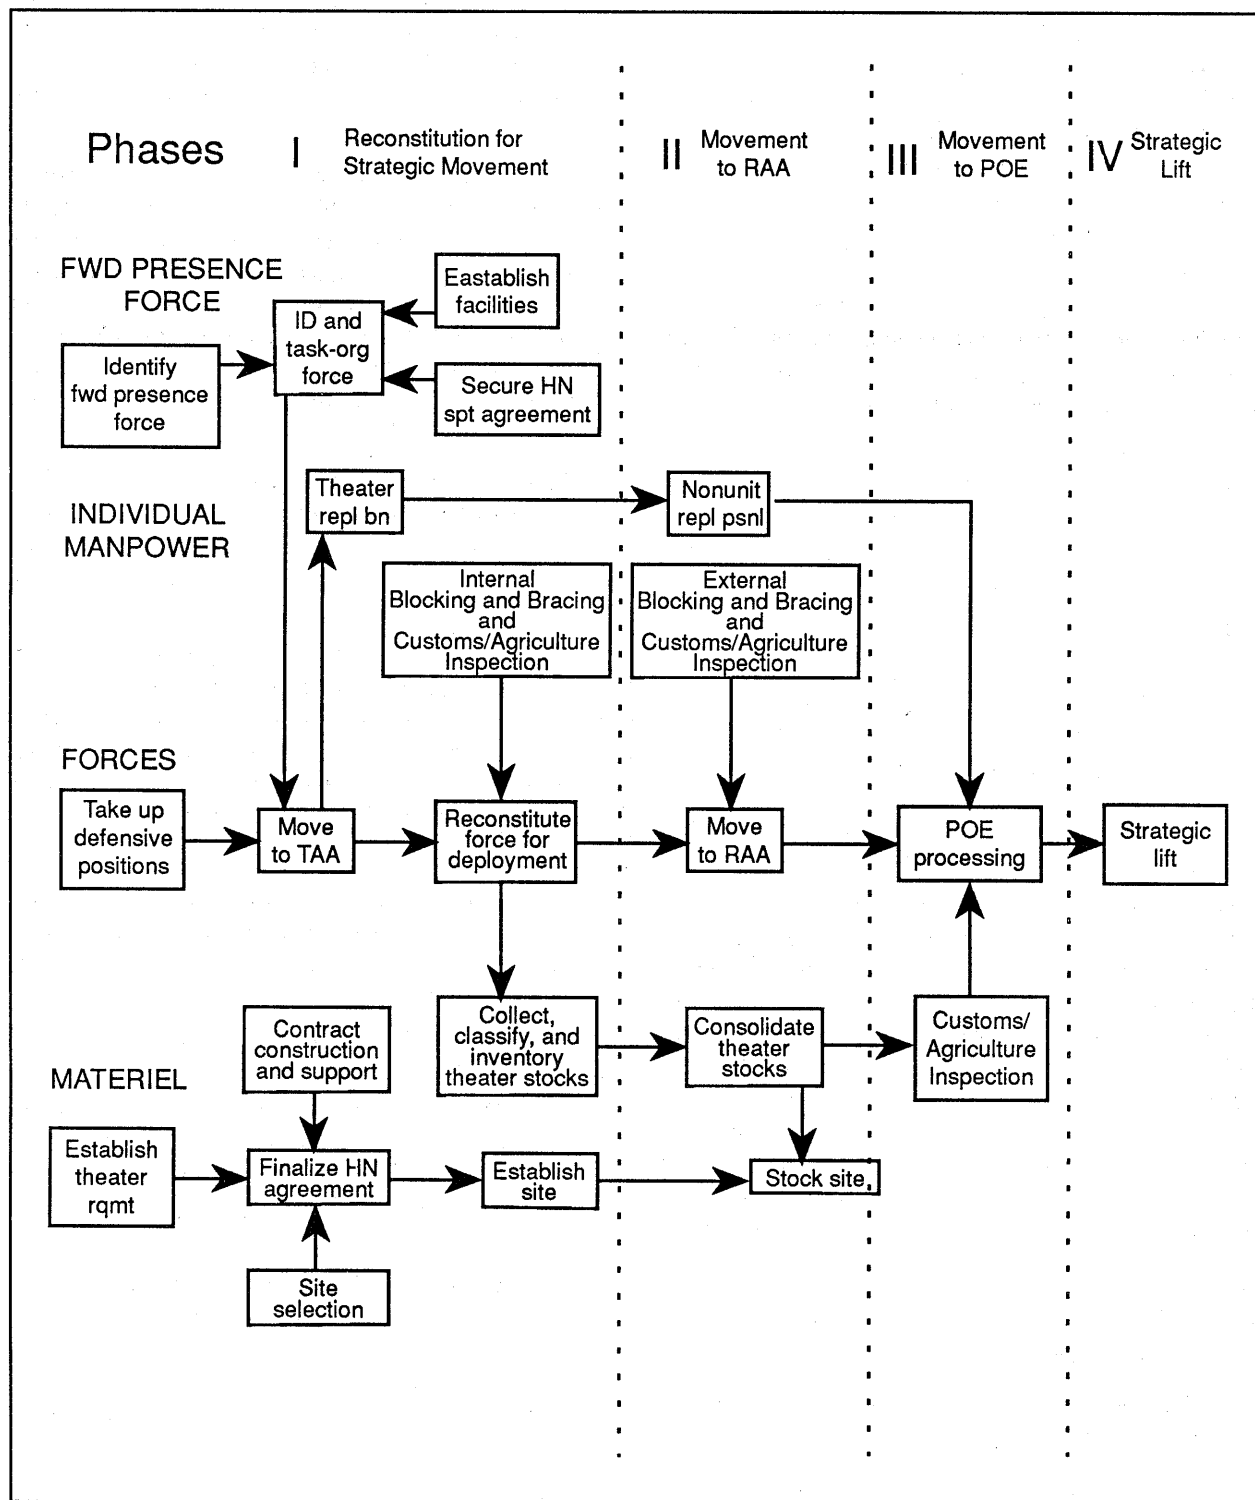 Phases
I
Reconstitution for
Strategic Movement
II
Movement
to RAA
III
Movement
to POE
IV
Strategic
Lift
FWD PRESENCE
FORCE
Eastablish
facilities
ID and
task-org
force
Identify
fwd presence
force
Secure HN
spt agreement
INDIVIDUAL
MANPOWER
Theater
repl bn
Nonunit
repl psnl
Internal
Blocking and Bracing
and
Customs/Agriculture
Inspection
External
Blocking and Bracing
and
Customs/Agriculture
Inspection
FORCES
Take up
defensive
positions
Move
to TAA
Reconstitute
force for
deployment
Move
to RAA
POE
processing
Strategic
lift
MATERIEL
Contract
construction
and support
Collect,
classify, and
inventory
theater stocks
Consolidate
theater
stocks
Customs/
Agriculture
Inspection
Establish
theater
rqmt
Finalize HN
agreement
Establish
site
Stock site
Site
selection